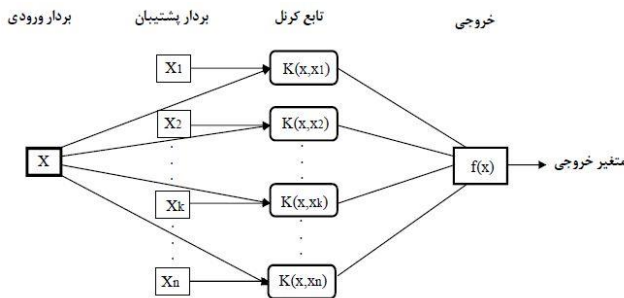 بردار ورودی بردار پشتیبان تابع کرنل خروجی
X1 K(x,x1)
X2 K(x,x2)
X f(x) متغیر خروجی
Xk K(x,xk)
Xn K(x,xn)